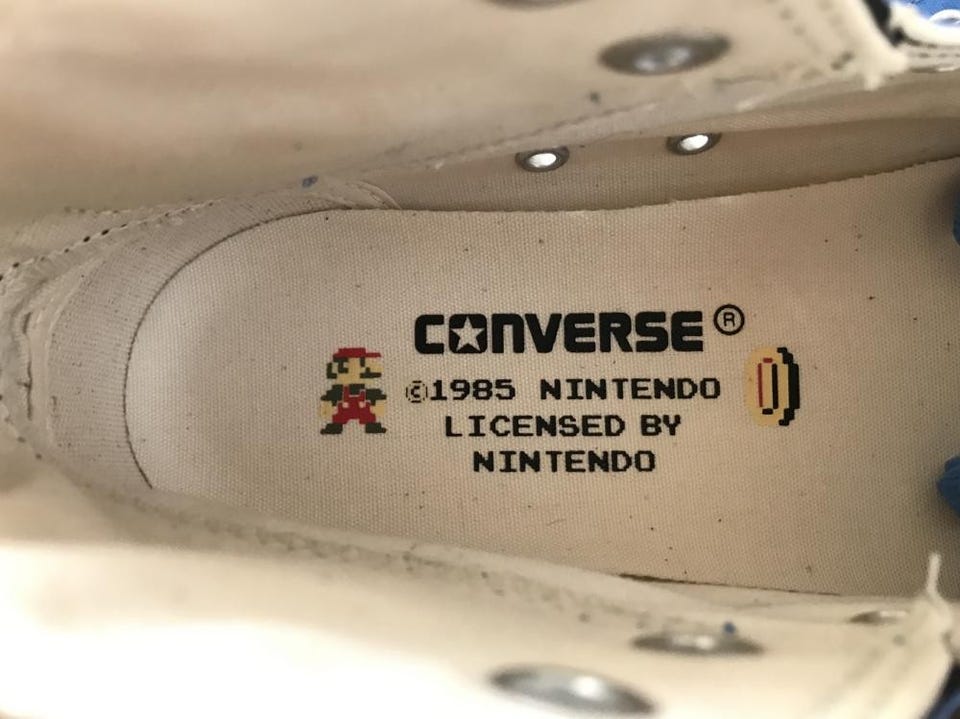 CONVERSE®
©1985 NINTENDO
LICENSED BY
NINTENDO